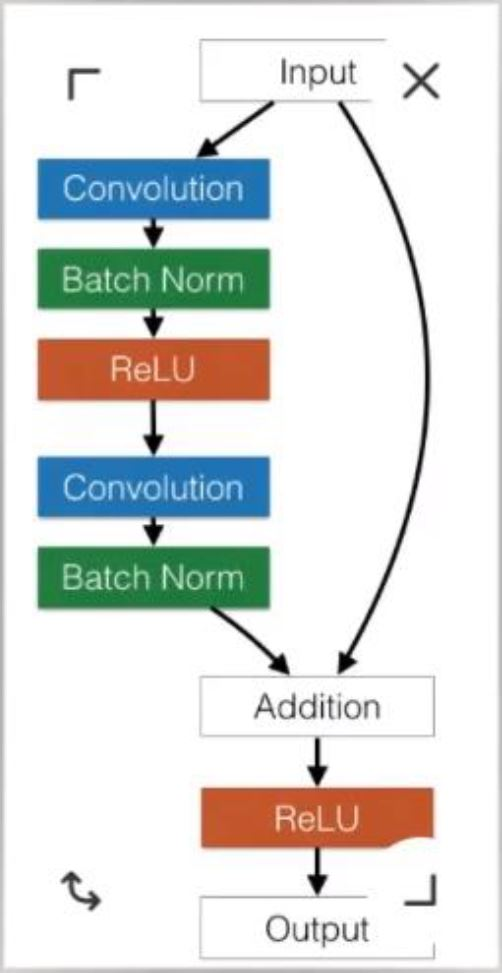 Input
Convolution
Batch Norm
ReLU
Convolution
Batch Norm
Addition
ReLU
Output